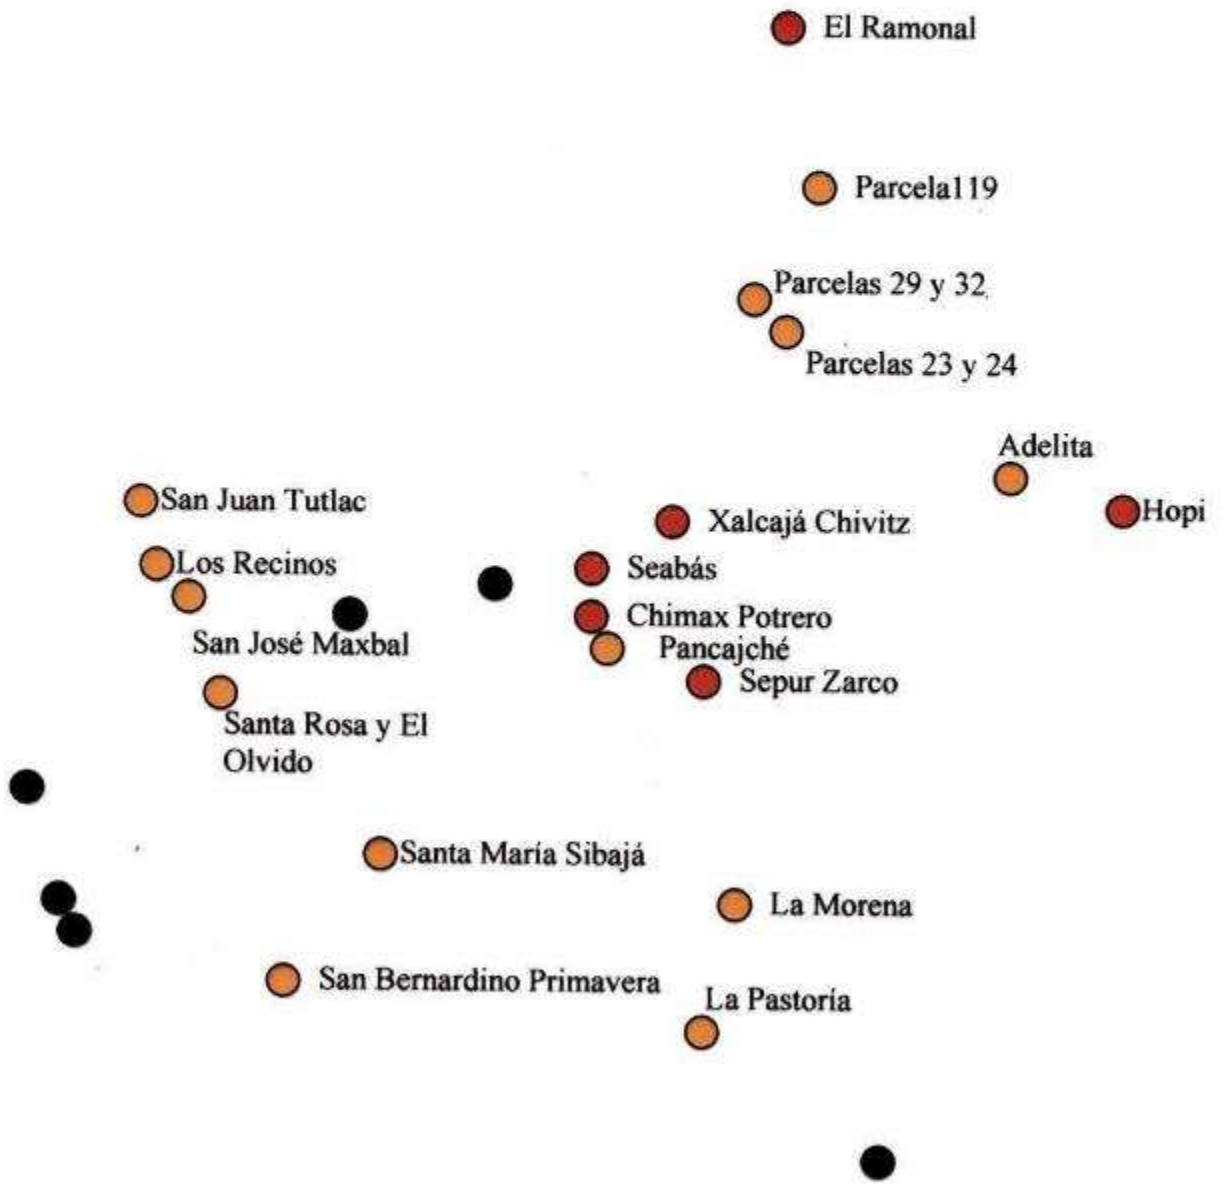 El Ramonal
Parcela119
Parcelas 29 y 32
Parcelas 23 y 24
Adelita
San Juan Tutlac
Hopi
Xalcajá Chivitz
Los Recinos
Seabás
Chimax Potrero
San José Maxbal
Pancajché
Sepur Zarco
Santa Rosa y El
Olvido
Santa María Sibajá
La Morena
San Bernardino Primavera
La Pastoría